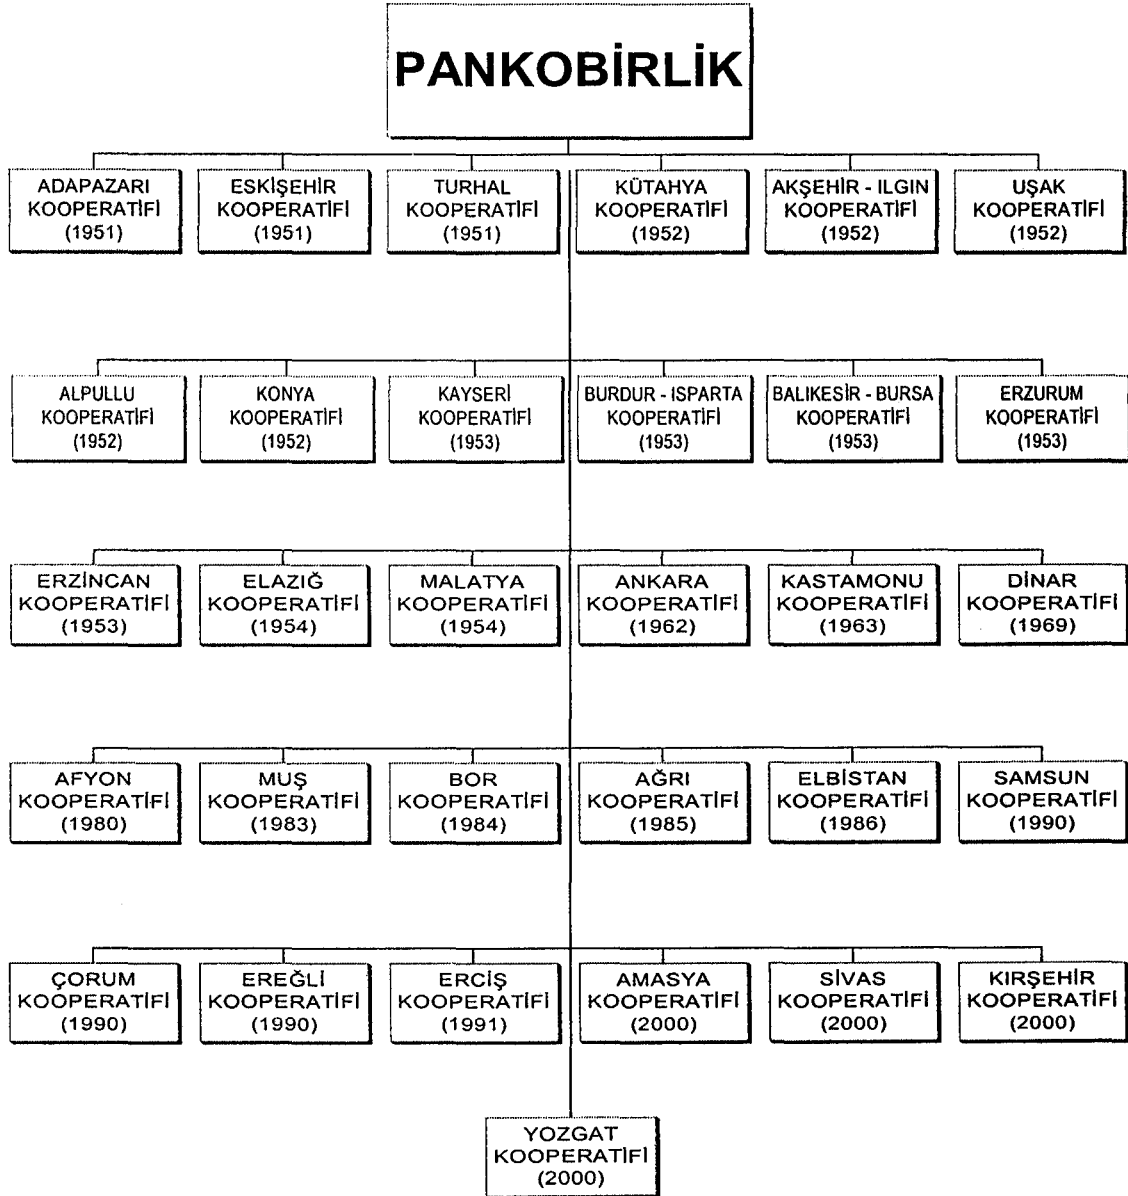 PANKOBİRLİK
ADAPAZARI
KOOPERATİFİ
(1951)
ESKİŞEHİR
KOOPERATİFİ
(1951)
TURHAL
KOOPERATİFİ
(1951)
KÜTAHYA
KOOPERATİFİ
(1952)
AKŞEHİR - ILGIN
KOOPERATİFİ
(1952)
UŞAK
KOOPERATİFİ
(1952)
ALPULLU
KOOPERATİFİ
(1952)
KONYA
KOOPERATİFİ
(1952)
KAYSERİ
KOOPERATİFİ
(1953)
BURDUR - ISPARTA
KOOPERATİFİ
(1953)
BALIKESİR - BURSA
KOOPERATİFİ
(1953)
ERZURUM
KOOPERATİFİ
(1953)
ERZİNCAN
KOOPERATİFİ
(1953)
ELAZIĞ
KOOPERATİFİ
(1954)
MALATYA
KOOPERATİFİ
(1954)
ANKARA
KOOPERATİFİ
(1962)
KASTAMONU
KOOPERATİFİ
(1963)
DİNAR
KOOPERATİFİ
(1969)
AFYON
KOOPERATİFİ
(1980)
MUŞ
KOOPERATİFİ
(1983)
BOR
KOOPERATİFİ
(1984)
AĞRI
KOOPERATİFİ
(1985)
ELBİSTAN
KOOPERATİFİ
(1986)
SAMSUN
KOOPERATİFİ
(1990)
ÇORUM
KOOPERATİFİ
(1990)
EREĞLİ
KOOPERATİFİ
(1990)
ERCİŞ
KOOPERATİFİ
(1991)
AMASYA
KOOPERATİFİ
(2000)
SİVAS
KOOPERATİFİ
(2000)
KIRŞEHİR
KOOPERATİFİ
(2000)
YOZGAT
KOOPERATİFİ
(2000)